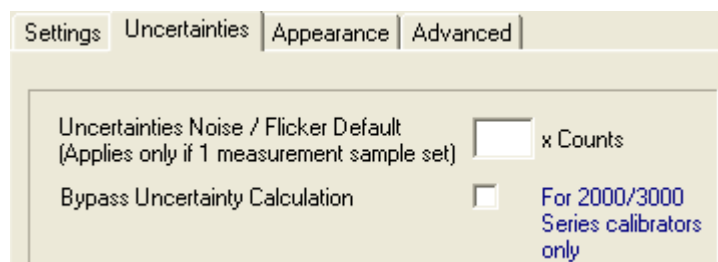 Settings Uncertainties Appearance Advanced
Uncertainties Noise / Flicker Default
(Applies only if 1 measurement sample set)
x Counts
Bypass Uncertainty Calculation
For 2000/3000
Series calibrators
only